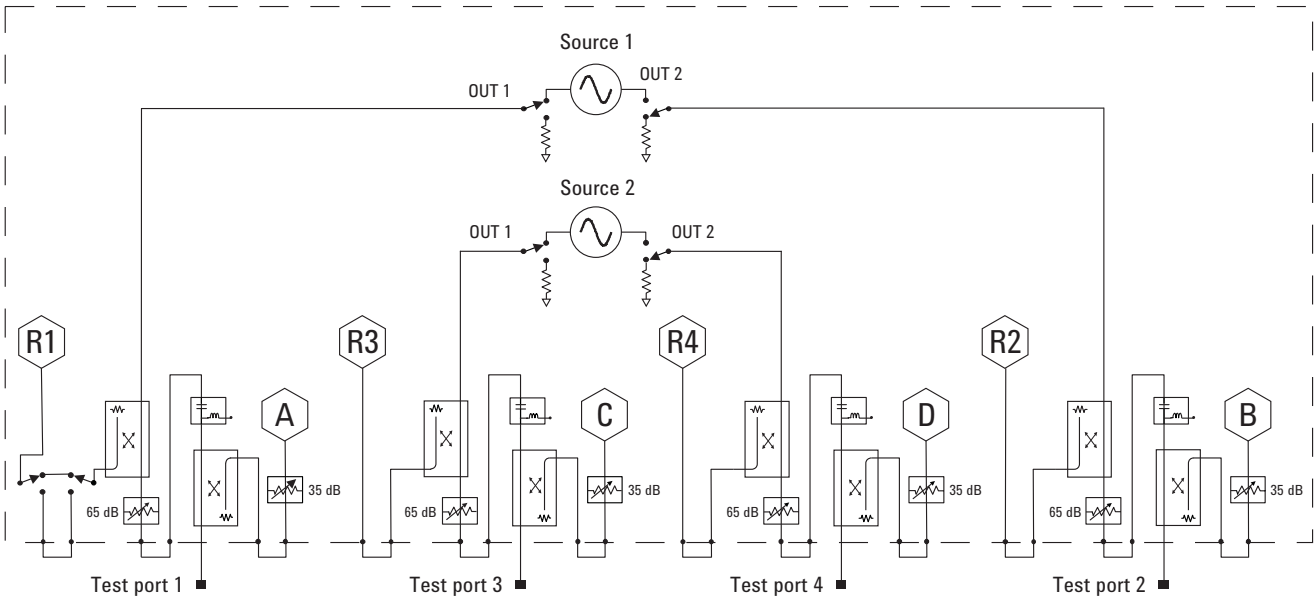 Source 1
OUT 1
OUT 2
Source 2
OUT 1
OUT 2
R1
R3
R4
R2
A
C
D
B
35 dB
35 dB
35 dB
35 dB
65 dB
65 dB
65 dB
65 dB
Test port 1
Test port 3
Test port 4
Test port 2